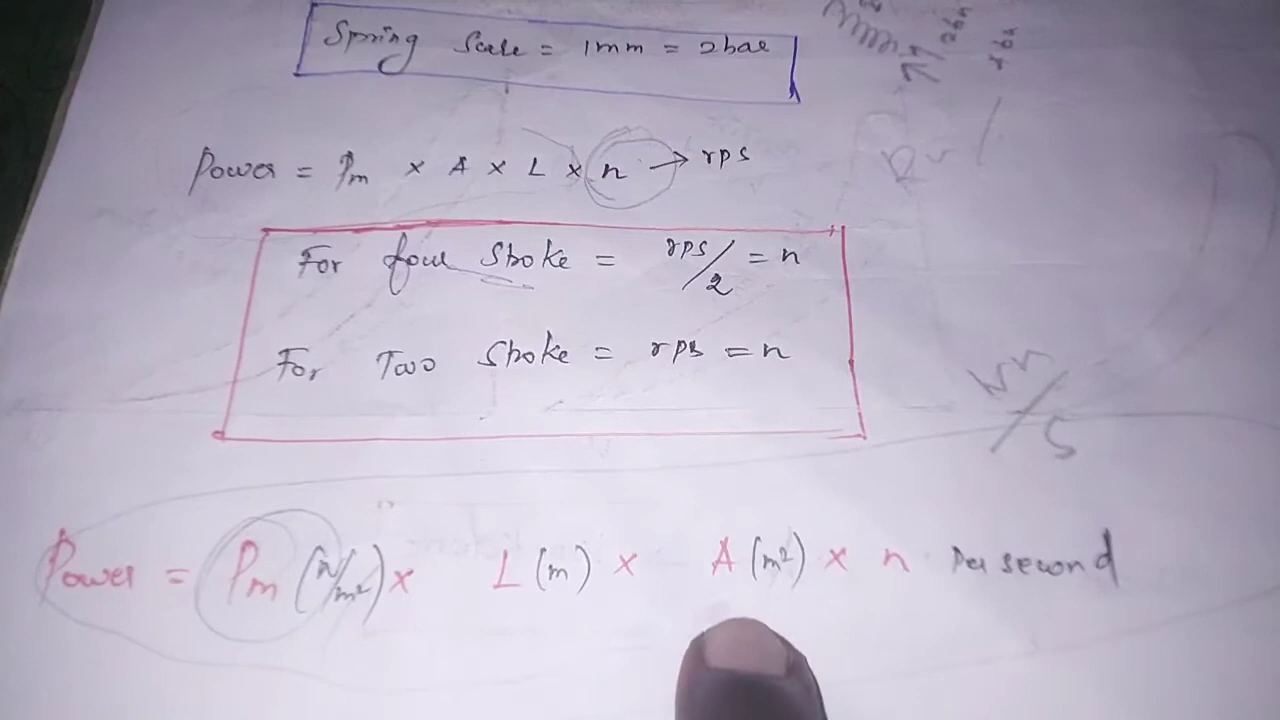 Spring Scale = 1mm = 2bar
Power = Pm × A × L × n → rps
For four Stroke = rps/2 = n
For Two Stroke = rps = n
Nm/S
Power = Pm (N/m²) × L (m) × A (m²) × n Per second